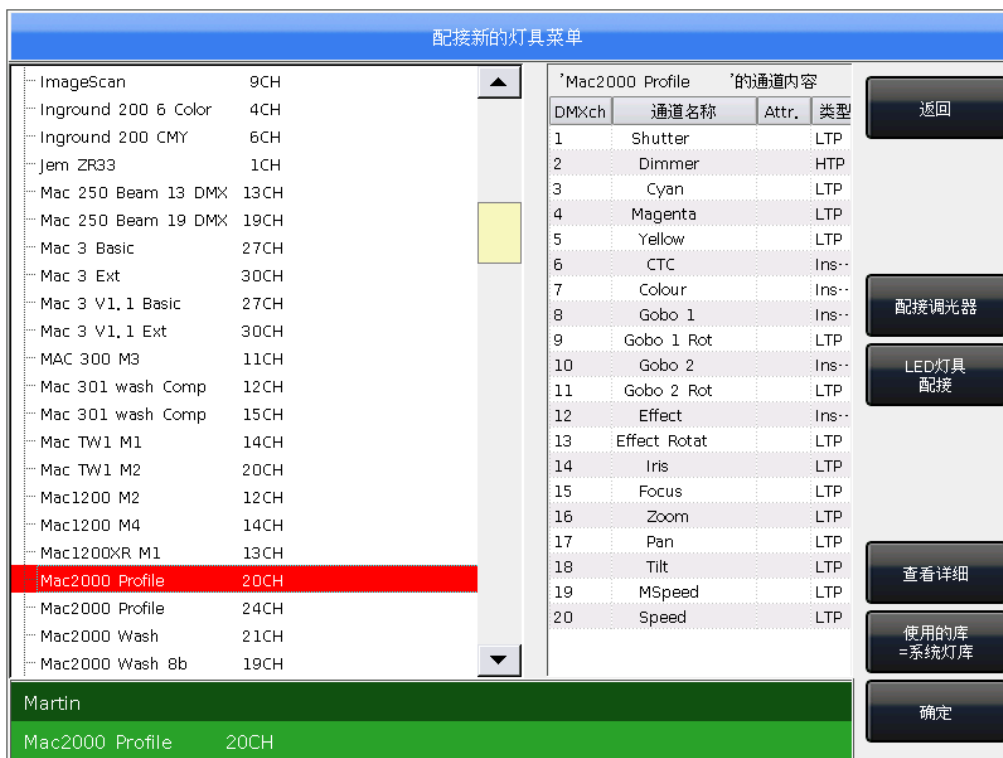 配接新的灯具菜单
ImageScan 9CH
Inground 200 6 Color 4CH
Inground 200 CMY 6CH
Jem ZR33 1CH
Mac 250 Beam 13 DMX 13CH
Mac 250 Beam 19 DMX 19CH
Mac 3 Basic 27CH
Mac 3 Ext 30CH
Mac 3 V1.1 Basic 27CH
Mac 3 V1.1 Ext 30CH
MAC 300 M3 11CH
Mac 301 wash Comp 12CH
Mac 301 wash Comp 15CH
Mac TW1 M1 14CH
Mac TW1 M2 20CH
Mac1200 M2 12CH
Mac1200 M4 14CH
Mac1200XR M1 13CH
Mac2000 Profile 20CH
Mac2000 Profile 24CH
Mac2000 Wash 21CH
Mac2000 Wash 8b 19CH
'Mac2000 Profile '的通道内容
DMXch 通道名称 Attr. 类型
1 Shutter LTP
2 Dimmer HTP
3 Cyan LTP
4 Magenta LTP
5 Yellow LTP
6 CTC Ins··
7 Colour Ins··
8 Gobo 1 Ins··
9 Gobo 1 Rot LTP
10 Gobo 2 Ins··
11 Gobo 2 Rot LTP
12 Effect Ins··
13 Effect Rotat LTP
14 Iris LTP
15 Focus LTP
16 Zoom LTP
17 Pan LTP
18 Tilt LTP
19 MSpeed LTP
20 Speed LTP
返回
配接调光器
LED灯具
配接
查看详细
使用的库
=系统灯库
确定
Martin
Mac2000 Profile 20CH